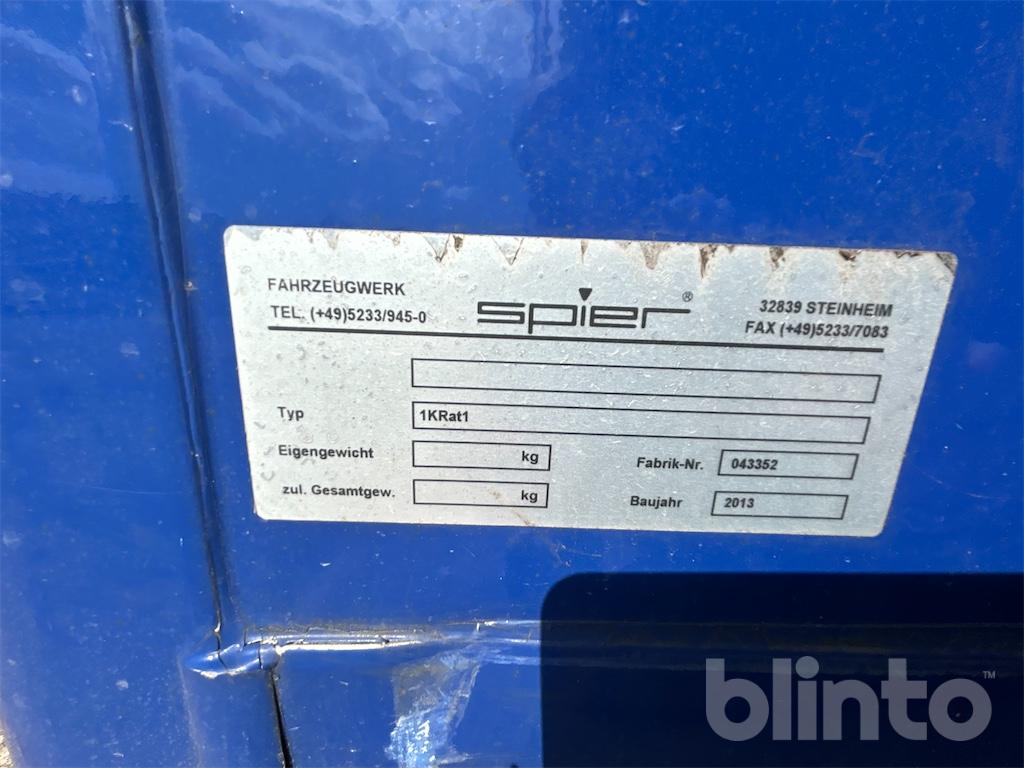 FAHRZEUGWERK
TEL. (+49)5233/945-0
spier®
32839 STEINHEIM
FAX (+49)5233/7083
Typ 1KRat1
Eigengewicht kg
Fabrik-Nr. 043352
zul. Gesamtgew. kg
Baujahr 2013
blinto™